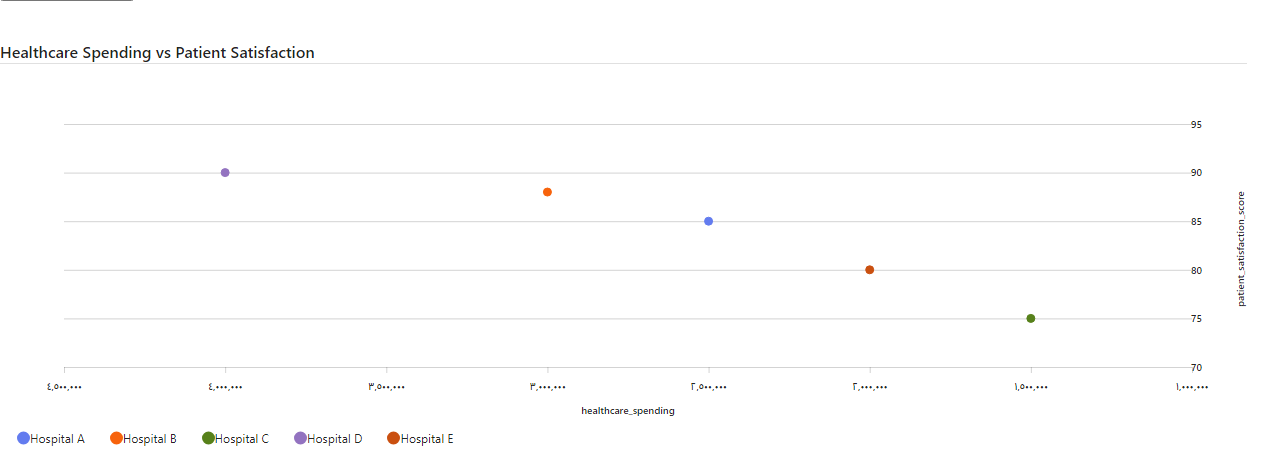 Healthcare Spending vs Patient Satisfaction
95
90
85
80
75
70
patient_satisfaction_score
٤٬٥٠٠٬٠٠٠ ٤٬٠٠٠٬٠٠٠ ٣٬٥٠٠٬٠٠٠ ٣٬٠٠٠٬٠٠٠ ٢٬٥٠٠٬٠٠٠ ٢٬٠٠٠٬٠٠٠ ١٬٥٠٠٬٠٠٠ ١٬٠٠٠٬٠٠٠
healthcare_spending
Hospital A Hospital B Hospital C Hospital D Hospital E